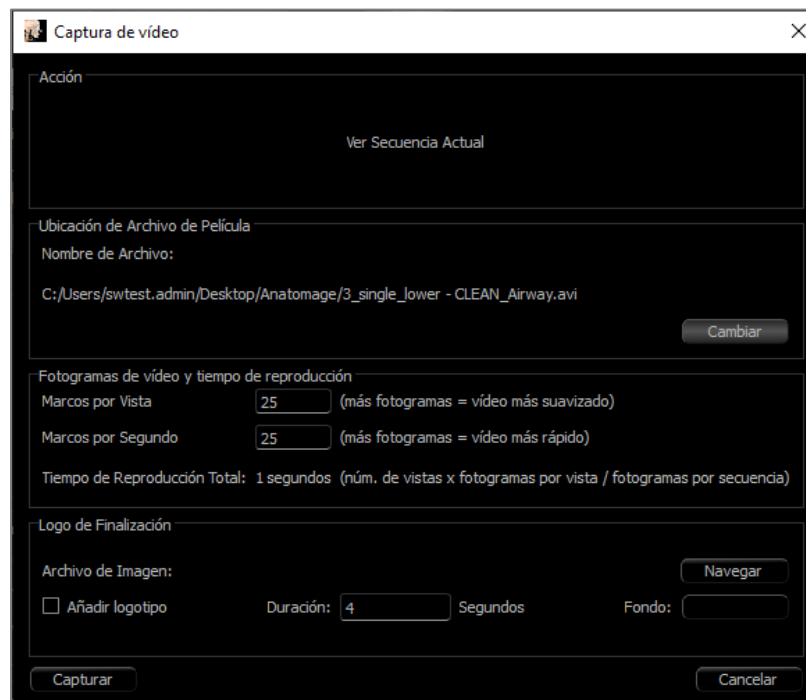 Captura de vídeo
Acción
Ver Secuencia Actual
Ubicación de Archivo de Película
Nombre de Archivo:
C:/Users/swtest.admin/Desktop/Anatomage/3_single_lower - CLEAN_Airway.avi
Cambiar
Fotogramas de vídeo y tiempo de reproducción
Marcos por Vista 25 (más fotogramas = vídeo más suavizado)
Marcos por Segundo 25 (más fotogramas = vídeo más rápido)
Tiempo de Reproducción Total: 1 segundos (núm. de vistas x fotogramas por vista / fotogramas por secuencia)
Logo de Finalización
Archivo de Imagen: Navegar
Añadir logotipo Duración: 4 Segundos Fondo:
Capturar Cancelar